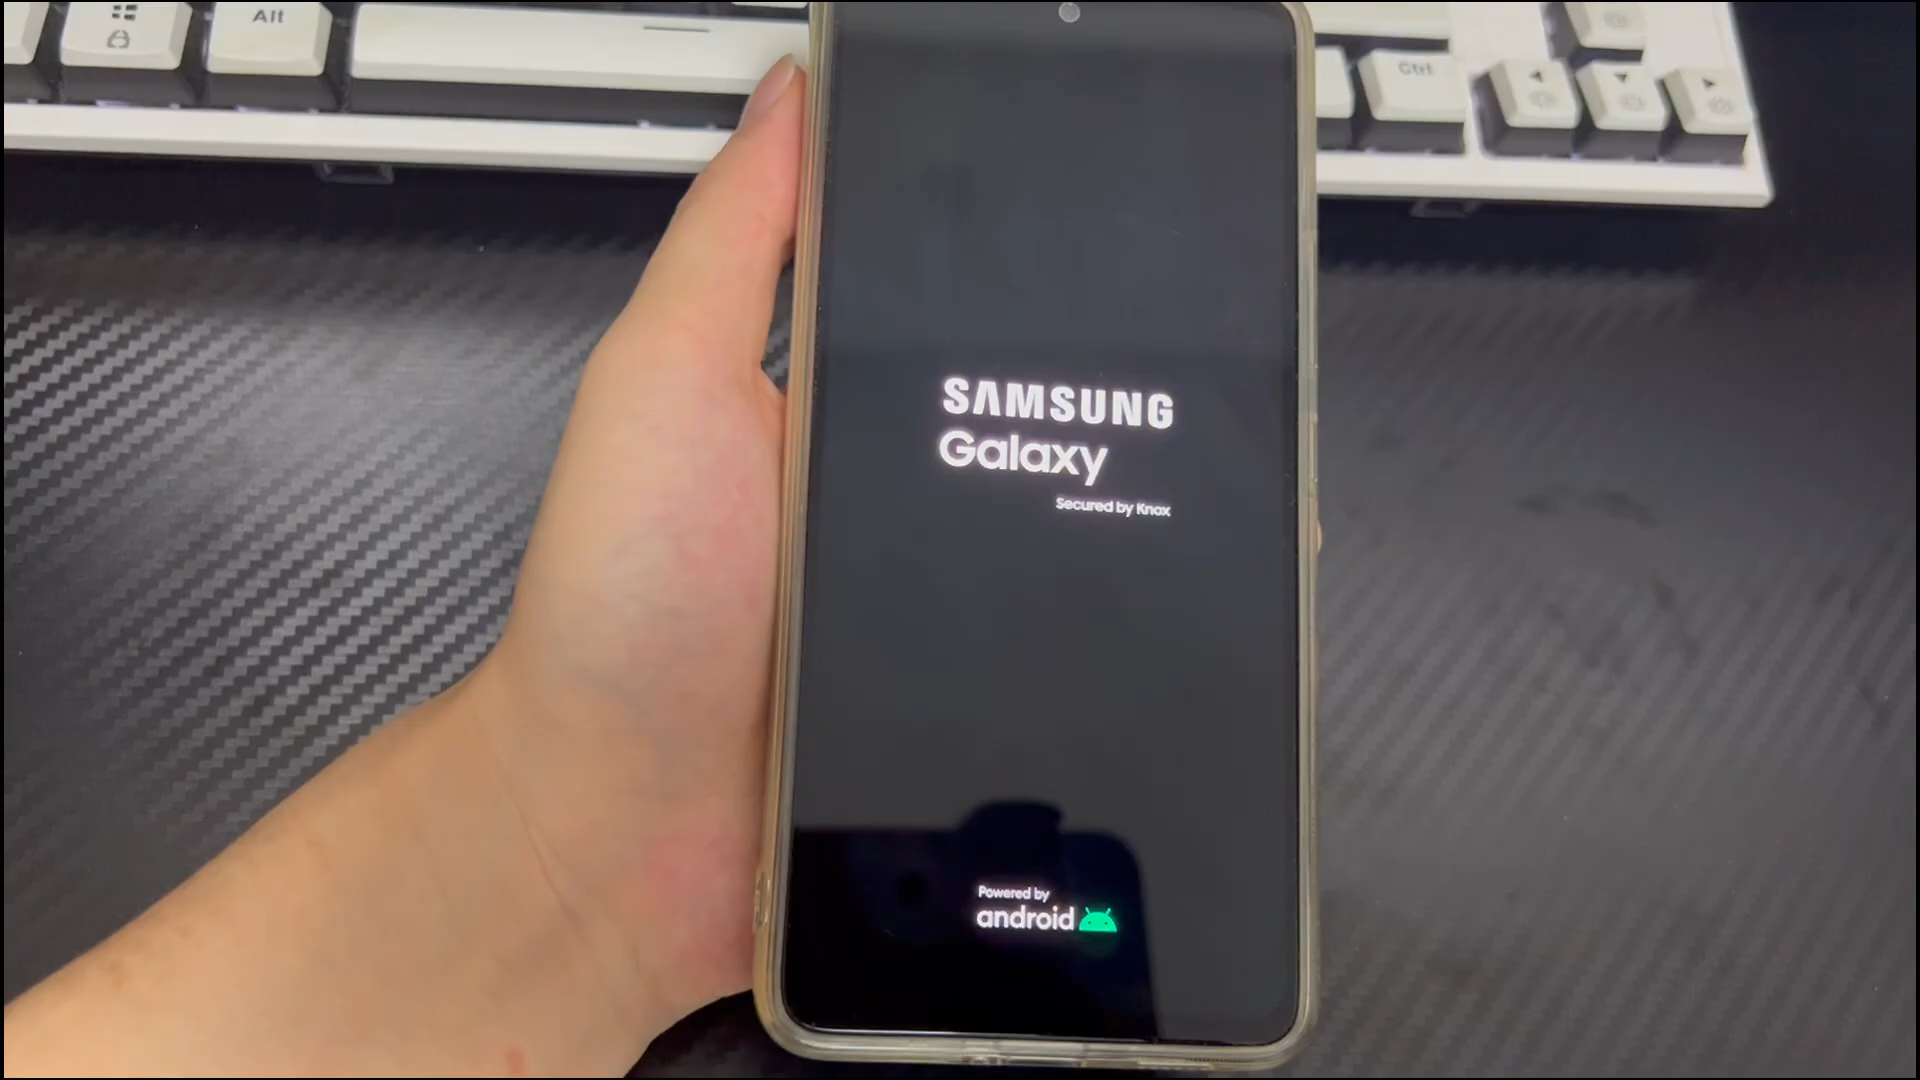 Alt
Ctrl
SAMSUNG
Galaxy
Secured by Knox
Powered by
android